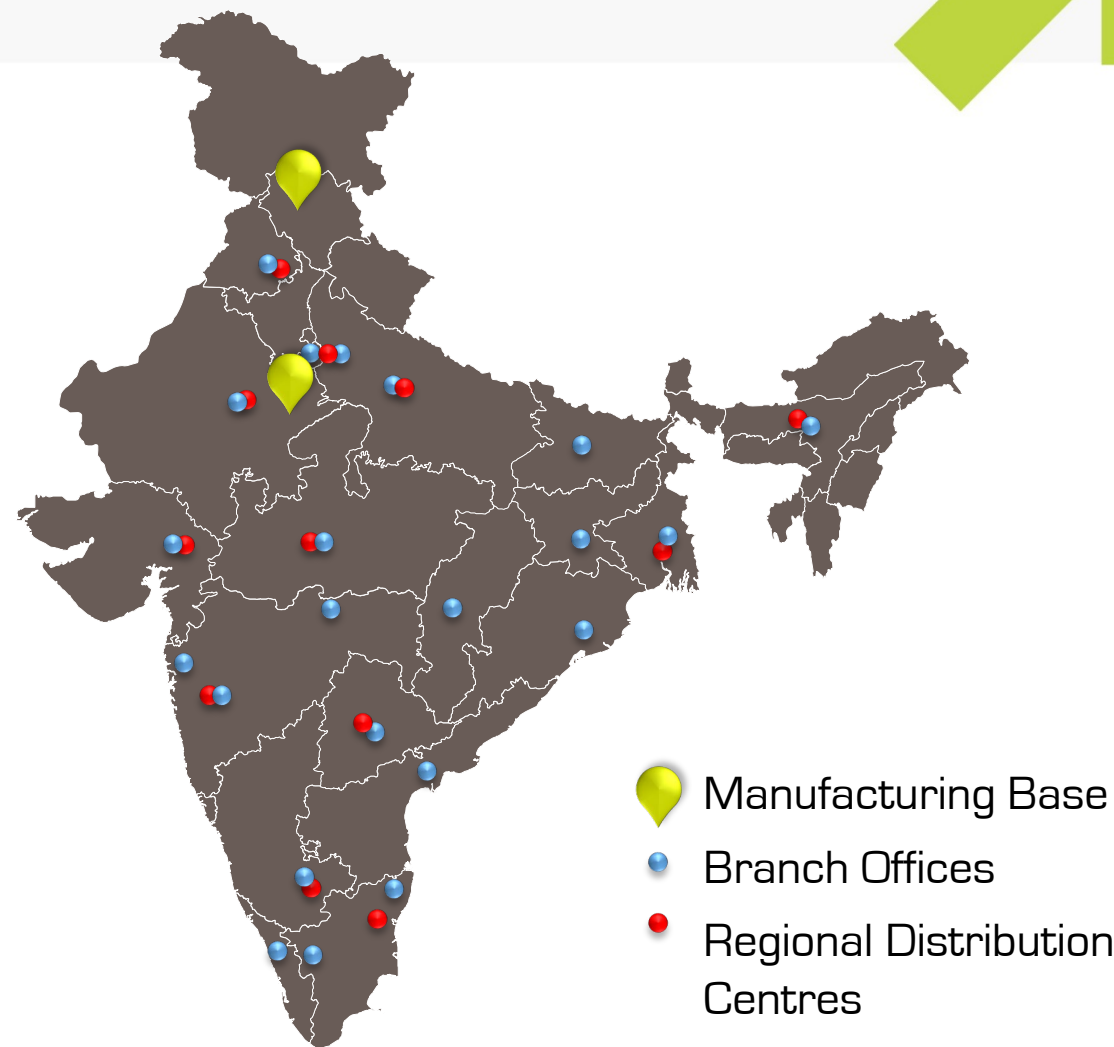 Manufacturing Base
Branch Offices
Regional Distribution
Centres